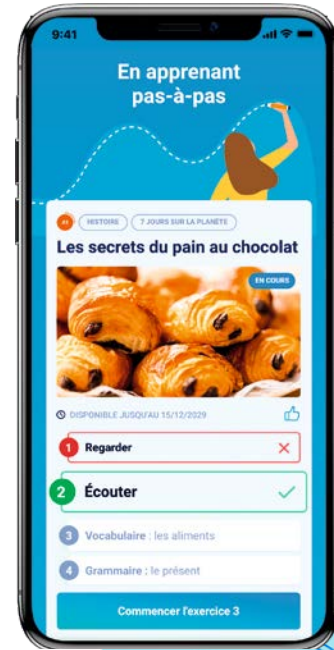 9:41
En apprenant
pas-à-pas
A1 HISTOIRE 7 JOURS SUR LA PLANÈTE
Les secrets du pain au chocolat
EN COURS
DISPONIBLE JUSQU'AU 15/12/2029
1 Regarder
2 Écouter
3 Vocabulaire : les aliments
4 Grammaire : le présent
Commencer l'exercice 3